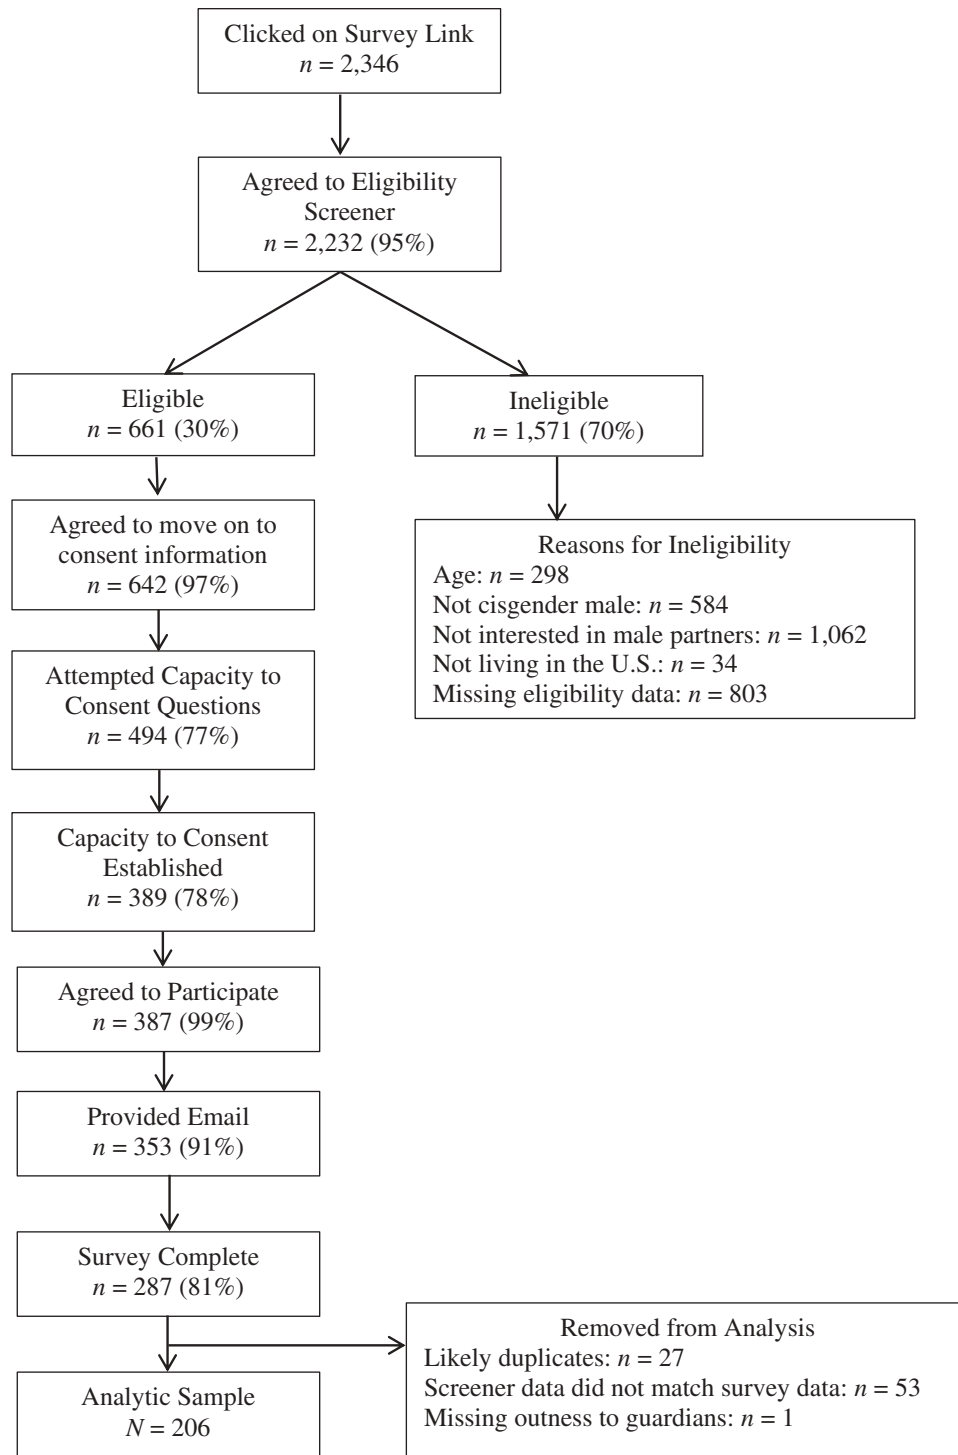 Clicked on Survey Link
n = 2,346
Agreed to Eligibility
Screener
n = 2,232 (95%)
Eligible
n = 661 (30%)
Ineligible
n = 1,571 (70%)
Agreed to move on to
consent information
n = 642 (97%)
Reasons for Ineligibility
Age: n = 298
Not cisgender male: n = 584
Not interested in male partners: n = 1,062
Not living in the U.S.: n = 34
Missing eligibility data: n = 803
Attempted Capacity to
Consent Questions
n = 494 (77%)
Capacity to Consent
Established
n = 389 (78%)
Agreed to Participate
n = 387 (99%)
Provided Email
n = 353 (91%)
Survey Complete
n = 287 (81%)
Removed from Analysis
Likely duplicates: n = 27
Screener data did not match survey data: n = 53
Missing outness to guardians: n = 1
Analytic Sample
N = 206